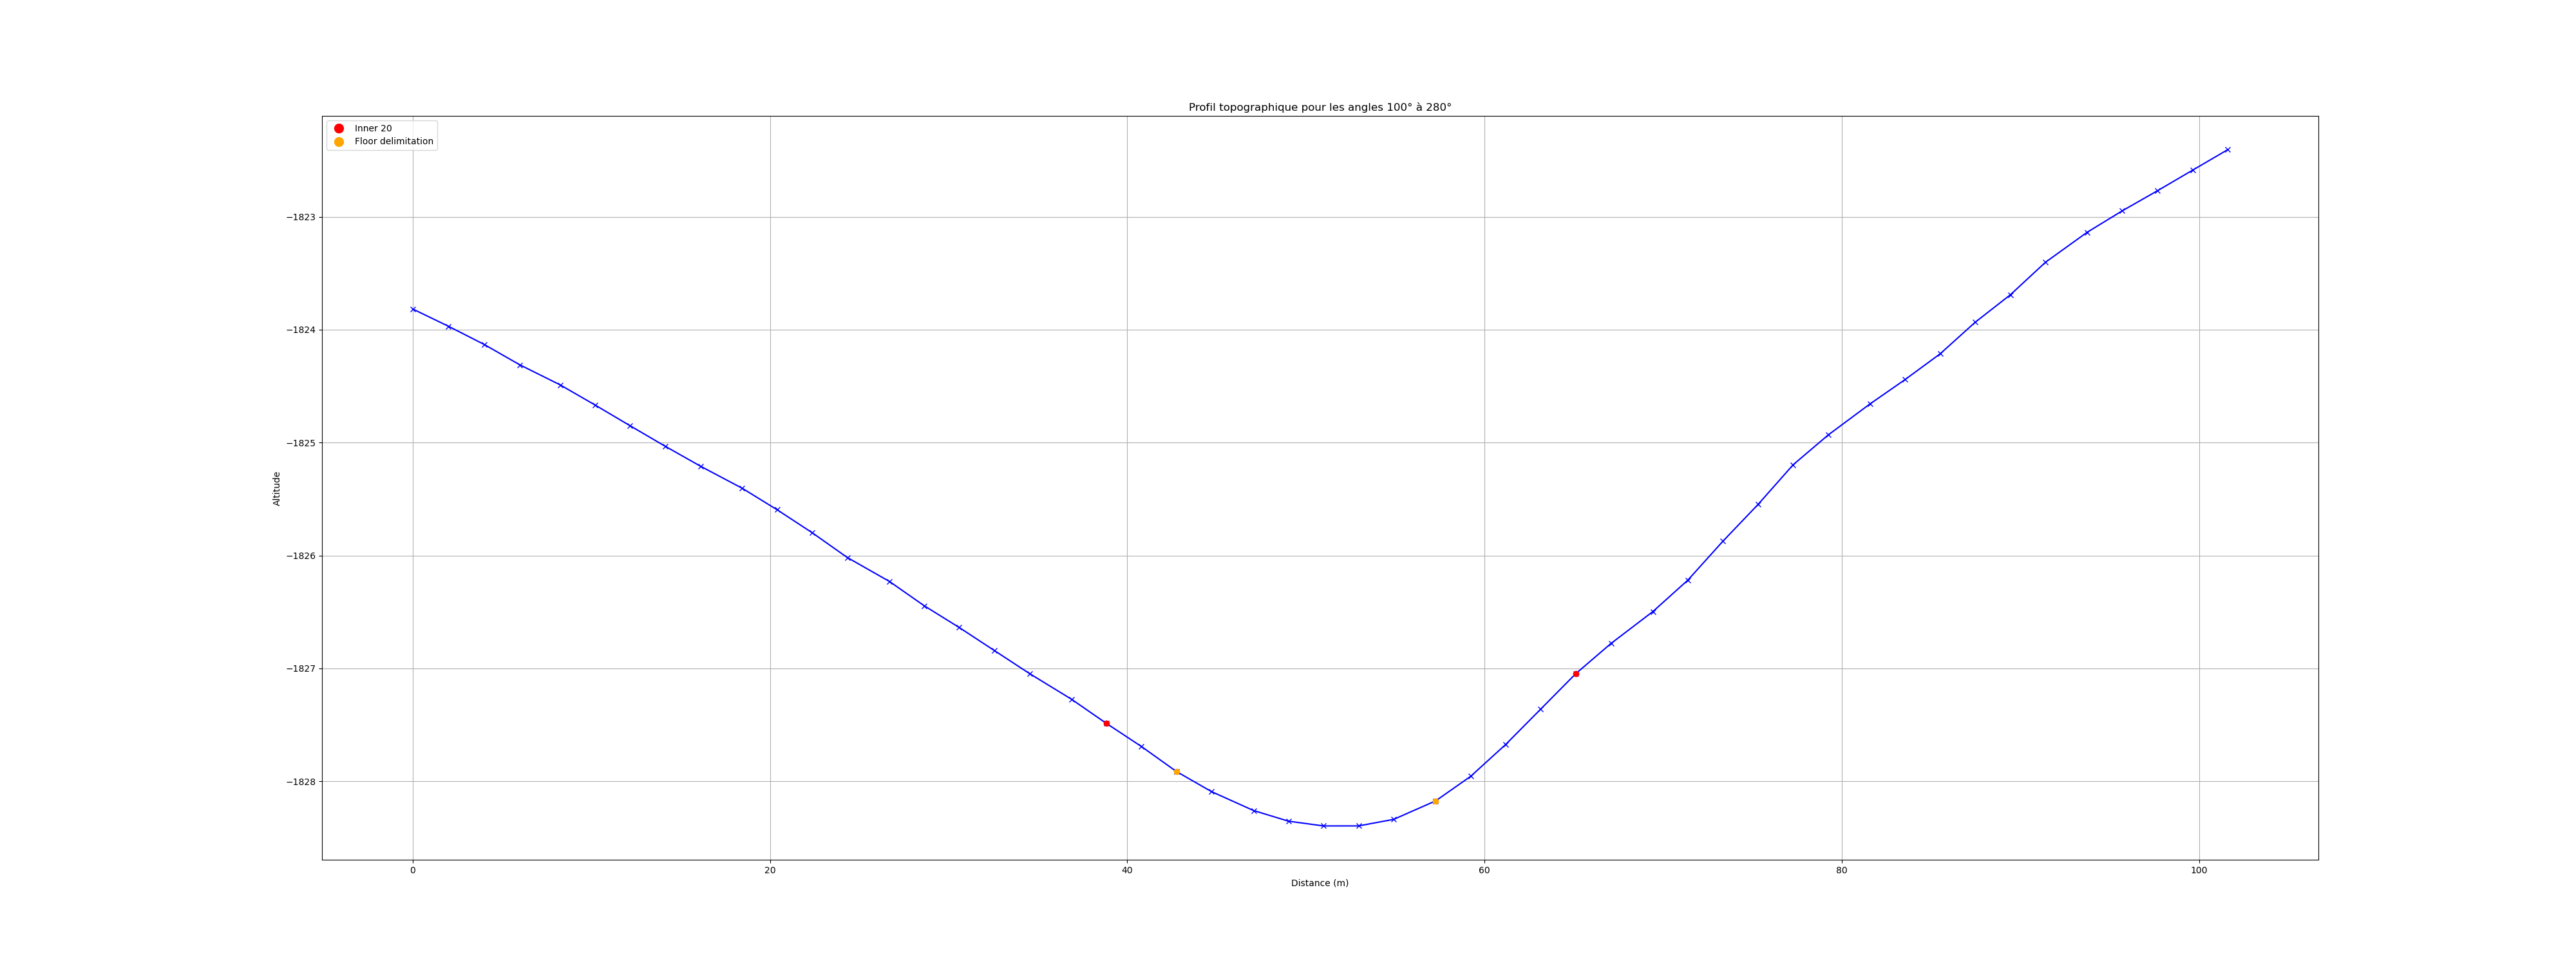 Profil topographique pour les angles 100° à 280°
Inner 20
Floor delimitation
Altitude
−1823
−1824
−1825
−1826
−1827
−1828
0 20 40 60 80 100
Distance (m)